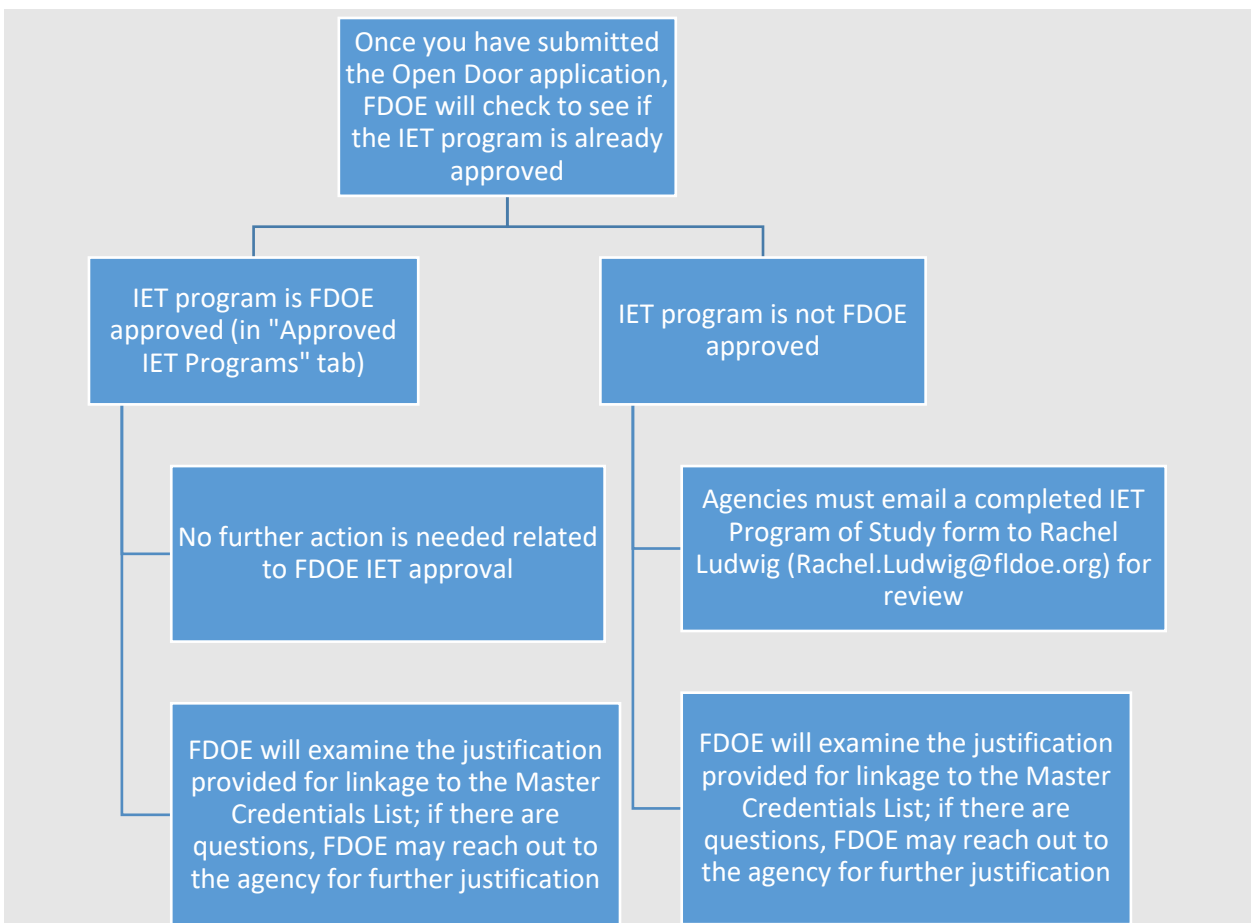 Once you have submitted
the Open Door application,
FDOE will check to see if
the IET program is already
approved
IET program is FDOE
approved (in "Approved
IET Programs" tab)
IET program is not FDOE
approved
No further action is needed related
to FDOE IET approval
Agencies must email a completed IET
Program of Study form to Rachel
Ludwig (Rachel.Ludwig@fldoe.org) for
review
FDOE will examine the justification
provided for linkage to the Master
Credentials List; if there are
questions, FDOE may reach out to
the agency for further justification
FDOE will examine the justification
provided for linkage to the Master
Credentials List; if there are
questions, FDOE may reach out to
the agency for further justification